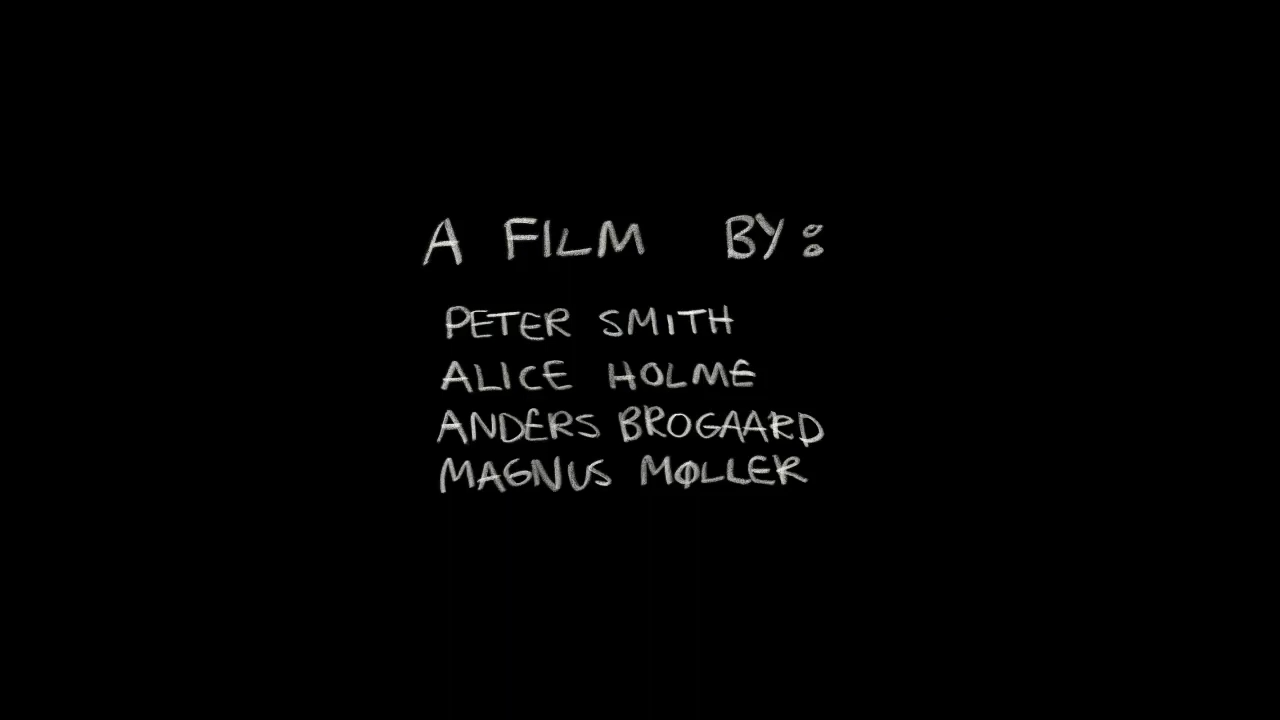 A FILM BY:
PETER SMITH
ALICE HOLME
ANDERS BROGAARD
MAGNUS MØLLER